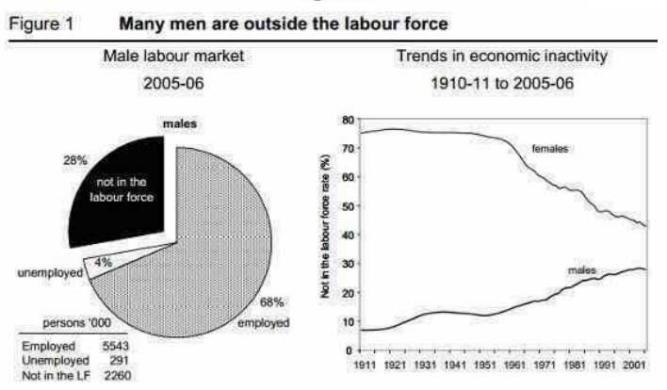 Figure 1 Many men are outside the labour force
Male labour market
2005-06
males
28%
not in the
labour force
4%
unemployed
68%
employed
persons '000
Employed 5543
Unemployed 291
Not in the LF 2260
Trends in economic inactivity
1910-11 to 2005-06
Not in the labour force rate (%)
80
70
60
50
40
30
20
10
0
females
males
1911 1921 1931 1941 1951 1961 1971 1981 1991 2001